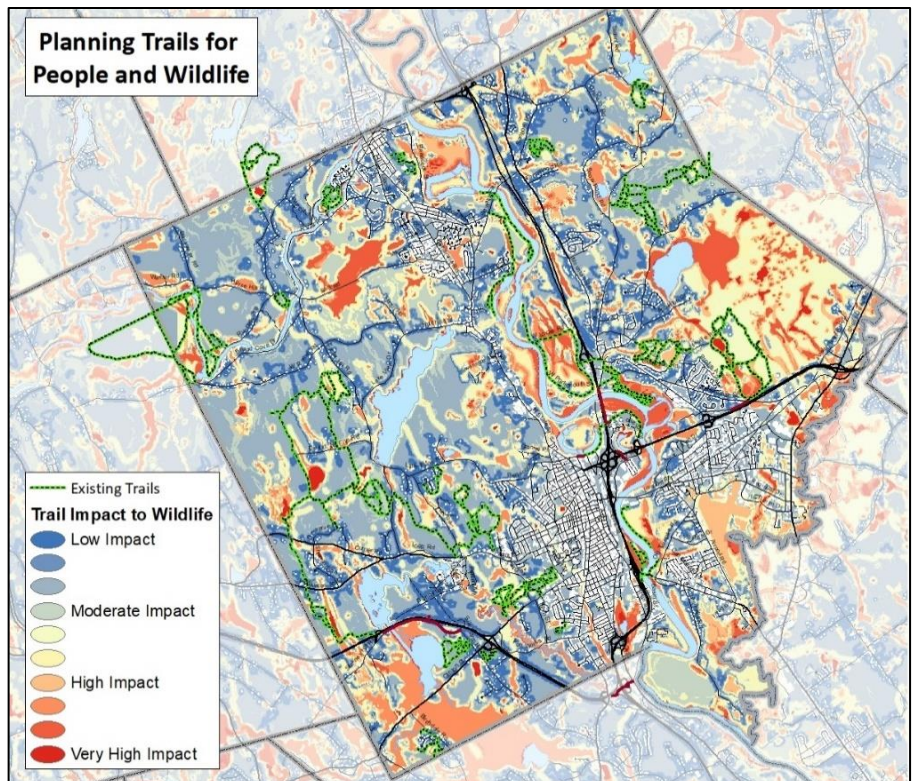 Planning Trails for
People and Wildlife
Existing Trails
Trail Impact to Wildlife
Low Impact
Moderate Impact
High Impact
Very High Impact